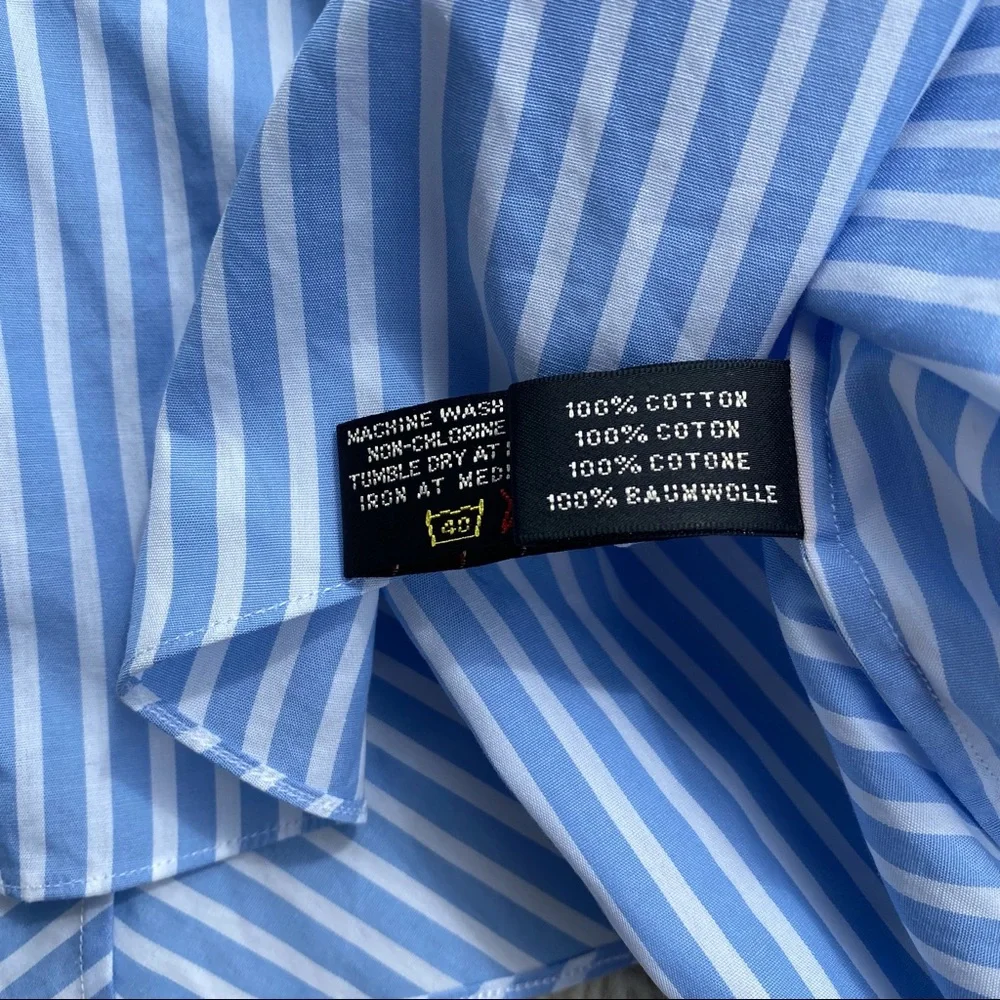 MACHINE WASH
NON-CHLORINE
TUMBLE DRY AT
IRON AT MED
40
100% COTTON
100% COTON
100% COTONE
100% BAUMWOLLE